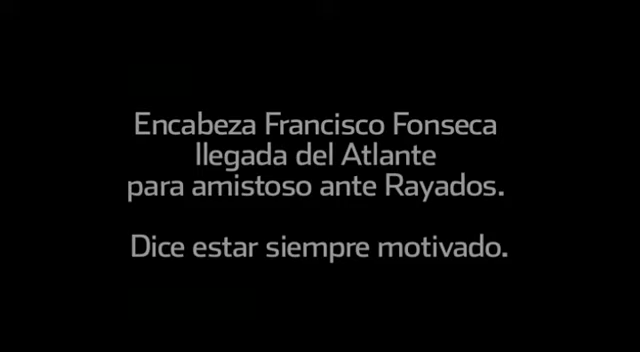 Encabeza Francisco Fonseca
llegada del Atlante
para amistoso ante Rayados.
Dice estar siempre motivado.